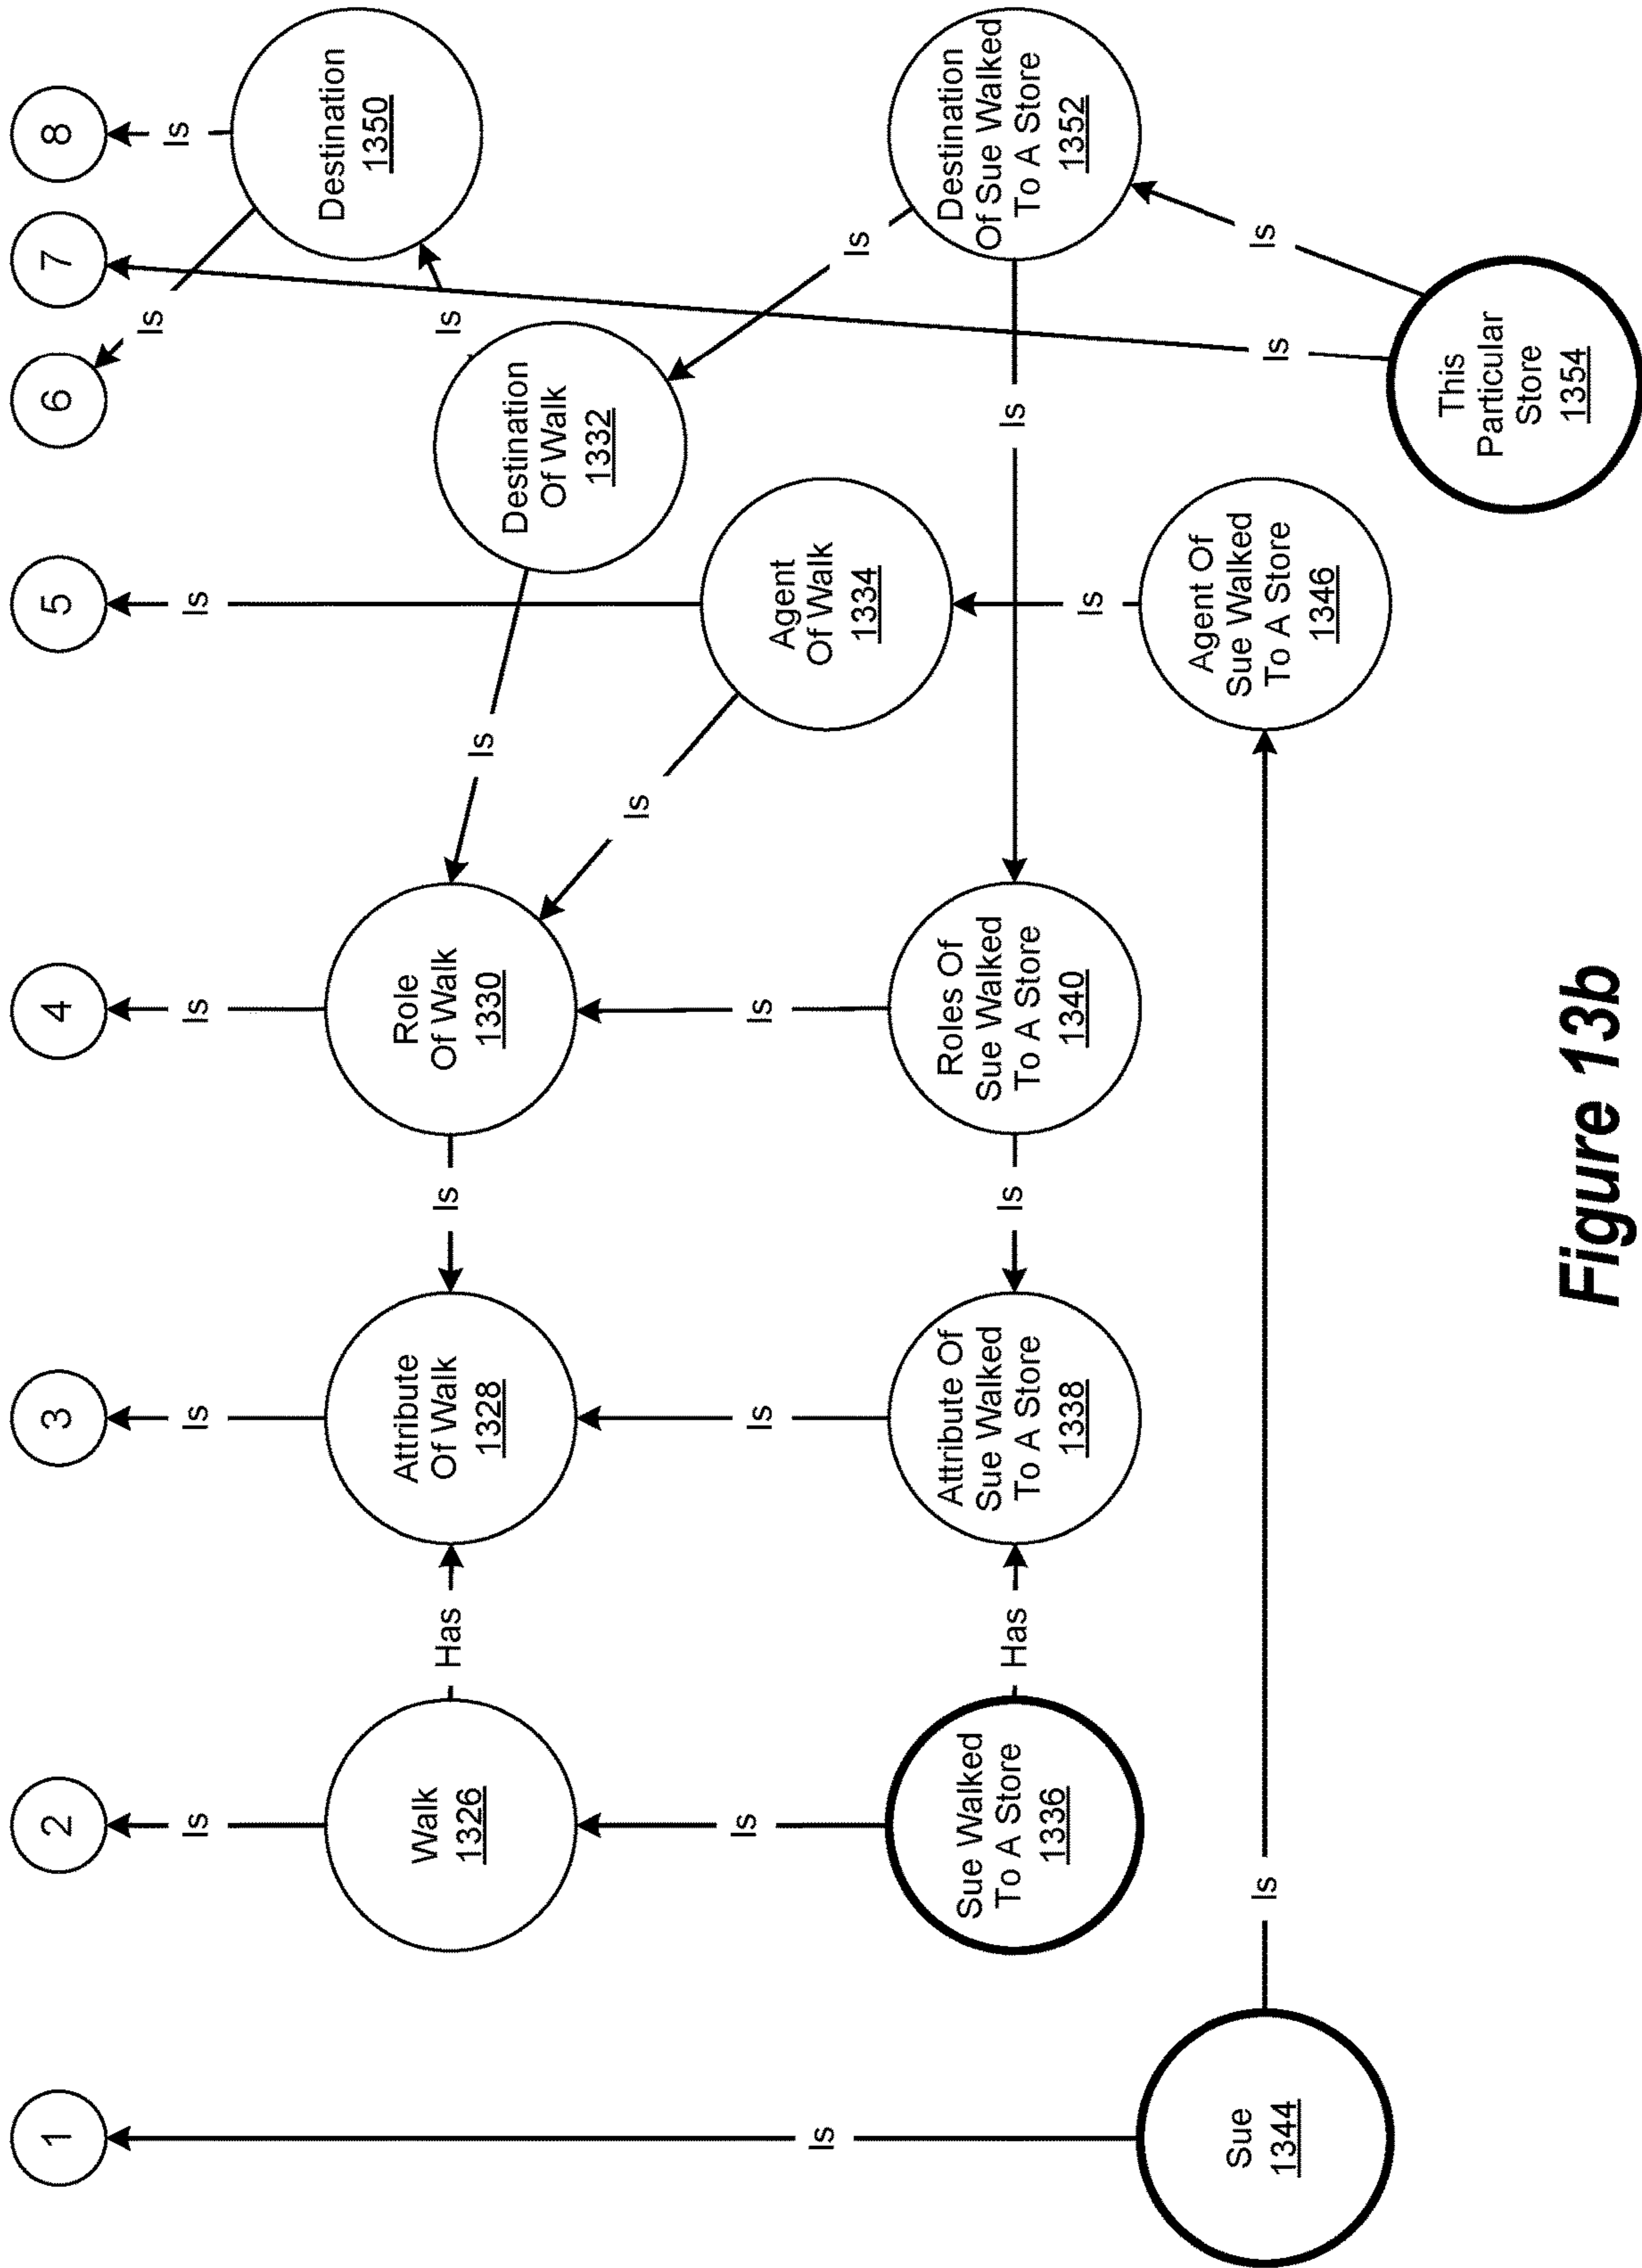 1
2
3
4
5
6
7
8
Is
Is
Is
Is
Is
Is
Is
Destination
1350
Is
Walk
1326
Has
Attribute
Of Walk
1328
Is
Role
Of Walk
1330
Is
Destination
Of Walk
1332
Is
Is
Agent
Of Walk
1334
Is
Is
Is
Is
Is
Sue Walked
To A Store
1336
Has
Attribute Of
Sue Walked
To A Store
1338
Is
Roles Of
Sue Walked
To A Store
1340
Is
Destination
Of Sue Walked
To A Store
1352
Is
Is
Sue
1344
Is
Agent Of
Sue Walked
To A Store
1346
Is
Is
This
Particular
Store
1354
Figure 13b